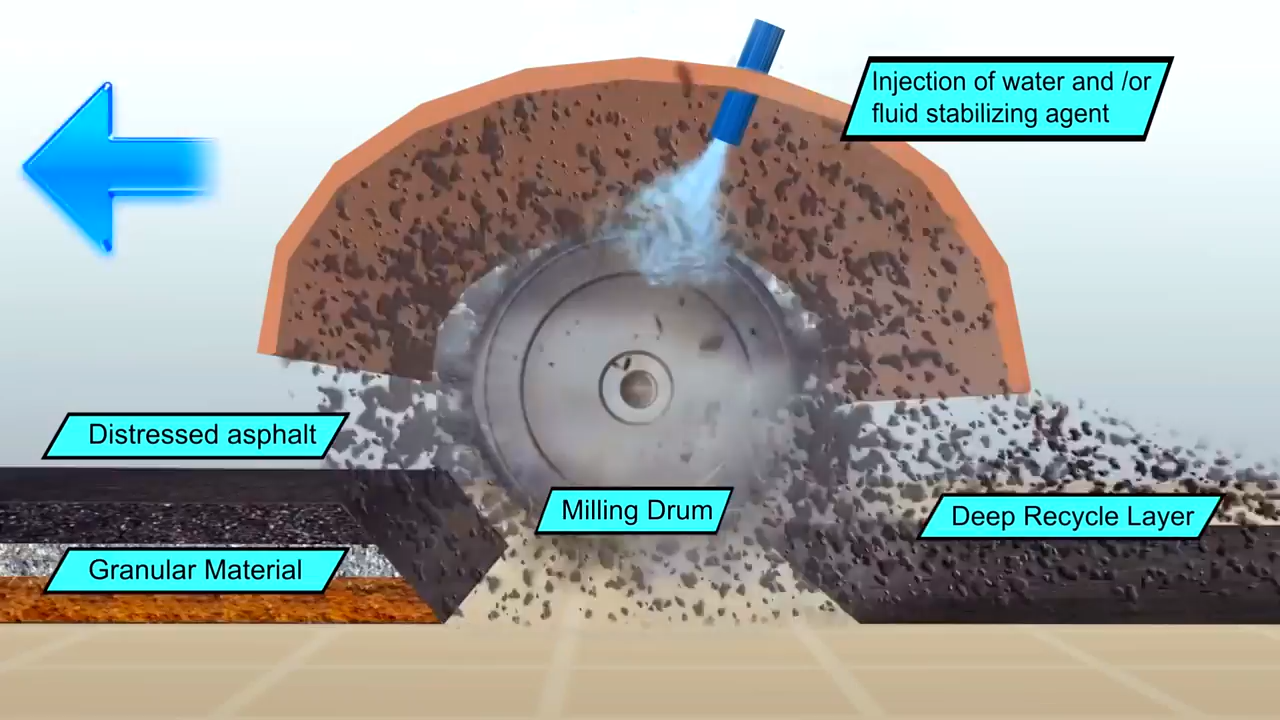 Injection of water and /or
fluid stabilizing agent
Distressed asphalt
Milling Drum
Deep Recycle Layer
Granular Material